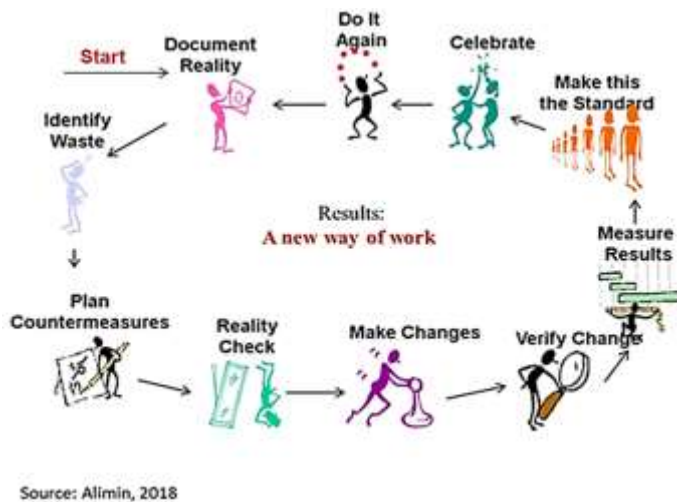 Start
Document
Reality
Identify
Waste
Plan
Countermeasures
Reality
Check
Make Changes
Verify Change
Measure
Results
Make this
the Standard
Celebrate
Do It
Again
Results:
A new way of work
Source: Alimin, 2018